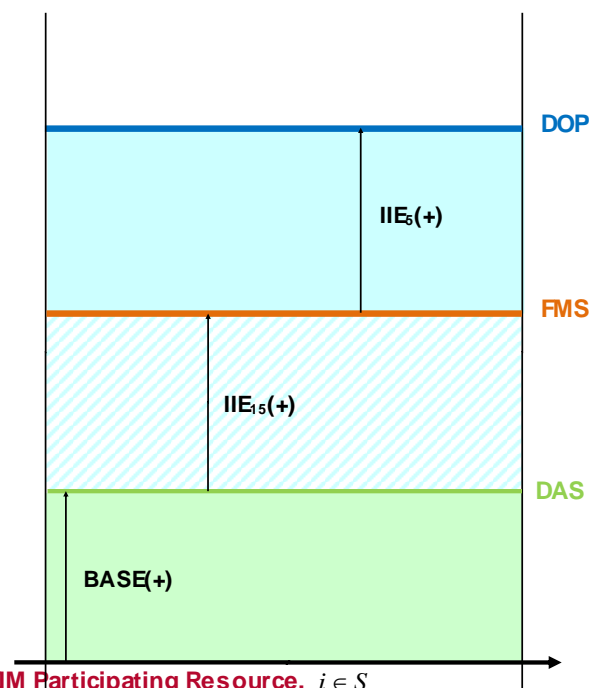 DOP
IIE₅(+)
FMS
IIE₁₅(+)
DAS
BASE(+)
IM Participating Resource, i ∈ S